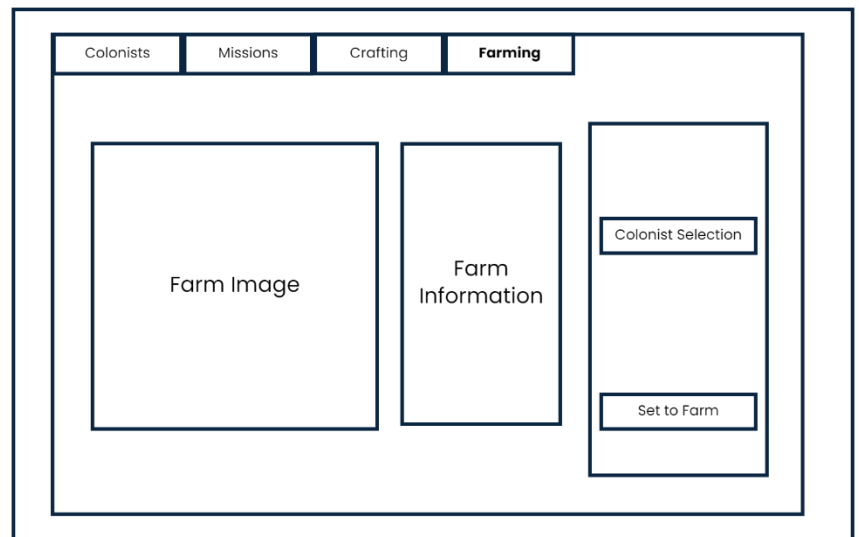 Colonists
Missions
Crafting
Farming
Farm Image
Farm
Information
Colonist Selection
Set to Farm